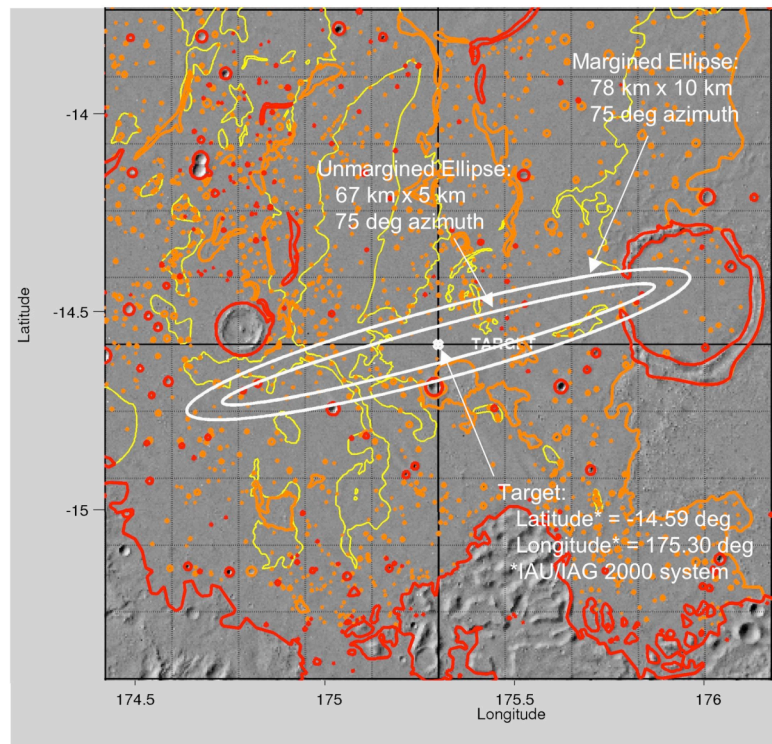 Margined Ellipse:
78 km x 10 km
75 deg azimuth
Unmargined Ellipse:
67 km x 5 km
75 deg azimuth
TARGET
Target:
Latitude* = -14.59 deg
Longitude* = 175.30 deg
*IAU/IAG 2000 system
Latitude
-14
-14.5
-15
174.5
175
175.5
176
Longitude